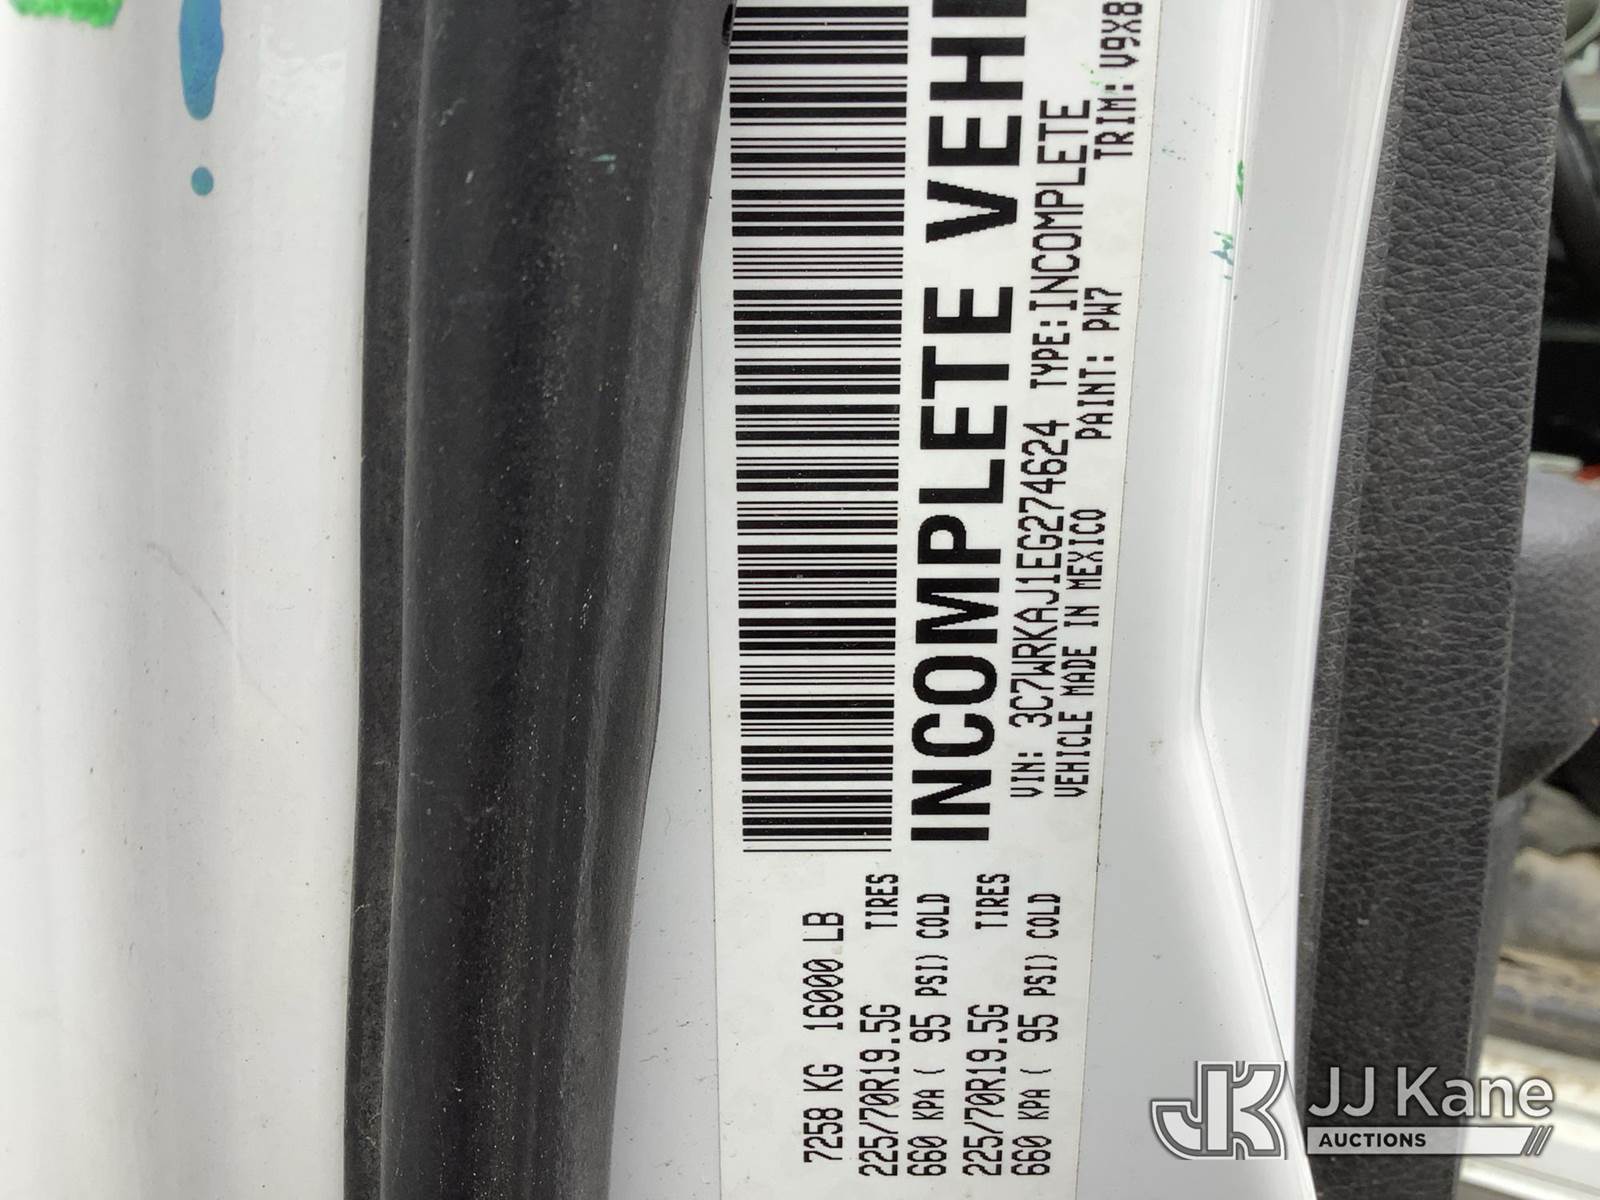 7258 KG 16000 LB
225/70R19.5G TIRES
660 KPA ( 95 PSI) COLD
225/70R19.5G TIRES
660 KPA ( 95 PSI) COLD
INCOMPLETE VEH
VIN: 3C7WRKAJ1EG274624 TYPE: INCOMPLETE
VEHICLE MADE IN MEXICO PAINT: PW7 TRIM: V9X8
JJ Kane
AUCTIONS